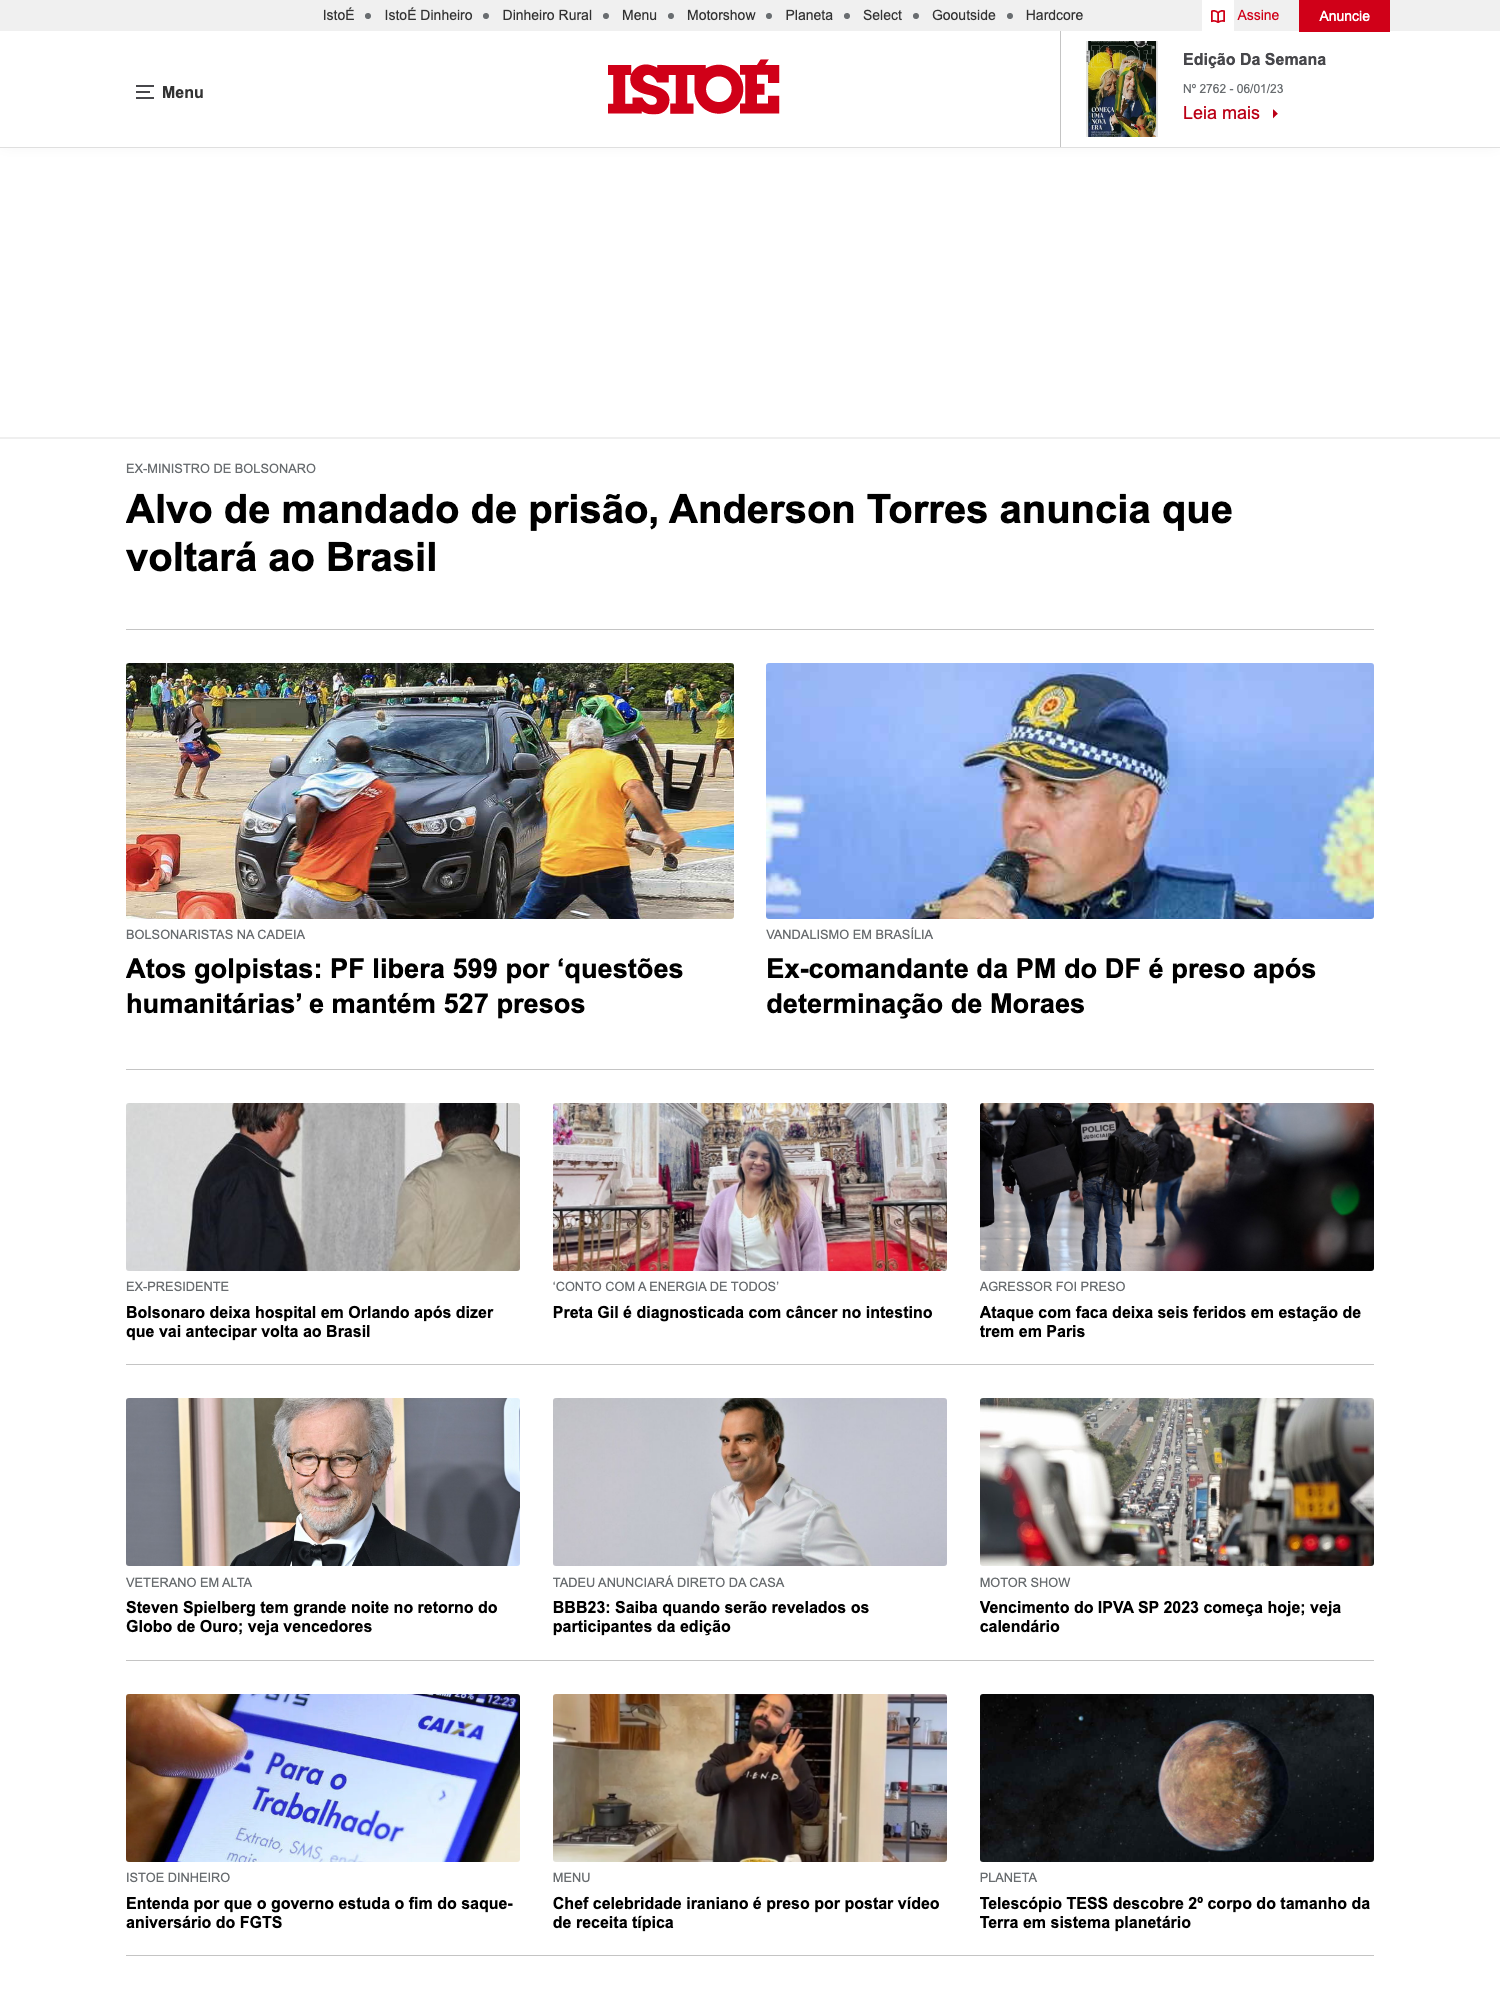 IstoÉ • IstoÉ Dinheiro • Dinheiro Rural • Menu • Motorshow • Planeta • Select • Gooutside • Hardcore
Assine
Anuncie
Menu
ISTOÉ
COMEÇA
UMA
NOVA
ERA
Edição Da Semana
Nº 2762 - 06/01/23
Leia mais
EX-MINISTRO DE BOLSONARO
Alvo de mandado de prisão, Anderson Torres anuncia que
voltará ao Brasil
BOLSONARISTAS NA CADEIA
Atos golpistas: PF libera 599 por ‘questões
humanitárias’ e mantém 527 presos
F
VANDALISMO EM BRASÍLIA
Ex-comandante da PM do DF é preso após
determinação de Moraes
EX-PRESIDENTE
Bolsonaro deixa hospital em Orlando após dizer
que vai antecipar volta ao Brasil
‘CONTO COM A ENERGIA DE TODOS’
Preta Gil é diagnosticada com câncer no intestino
POLICE
JUDICIAIRE
AGRESSOR FOI PRESO
Ataque com faca deixa seis feridos em estação de
trem em Paris
VETERANO EM ALTA
Steven Spielberg tem grande noite no retorno do
Globo de Ouro; veja vencedores
TADEU ANUNCIARÁ DIRETO DA CASA
BBB23: Saiba quando serão revelados os
participantes da edição
MOTOR SHOW
Vencimento do IPVA SP 2023 começa hoje; veja
calendário
12:23
CAIXA
Para o
Trabalhador
Extrato, SMS,
mais
ISTOE DINHEIRO
Entenda por que o governo estuda o fim do saque-
aniversário do FGTS
F.I.E.N.D.
MENU
Chef celebridade iraniano é preso por postar vídeo
de receita típica
PLANETA
Telescópio TESS descobre 2º corpo do tamanho da
Terra em sistema planetário